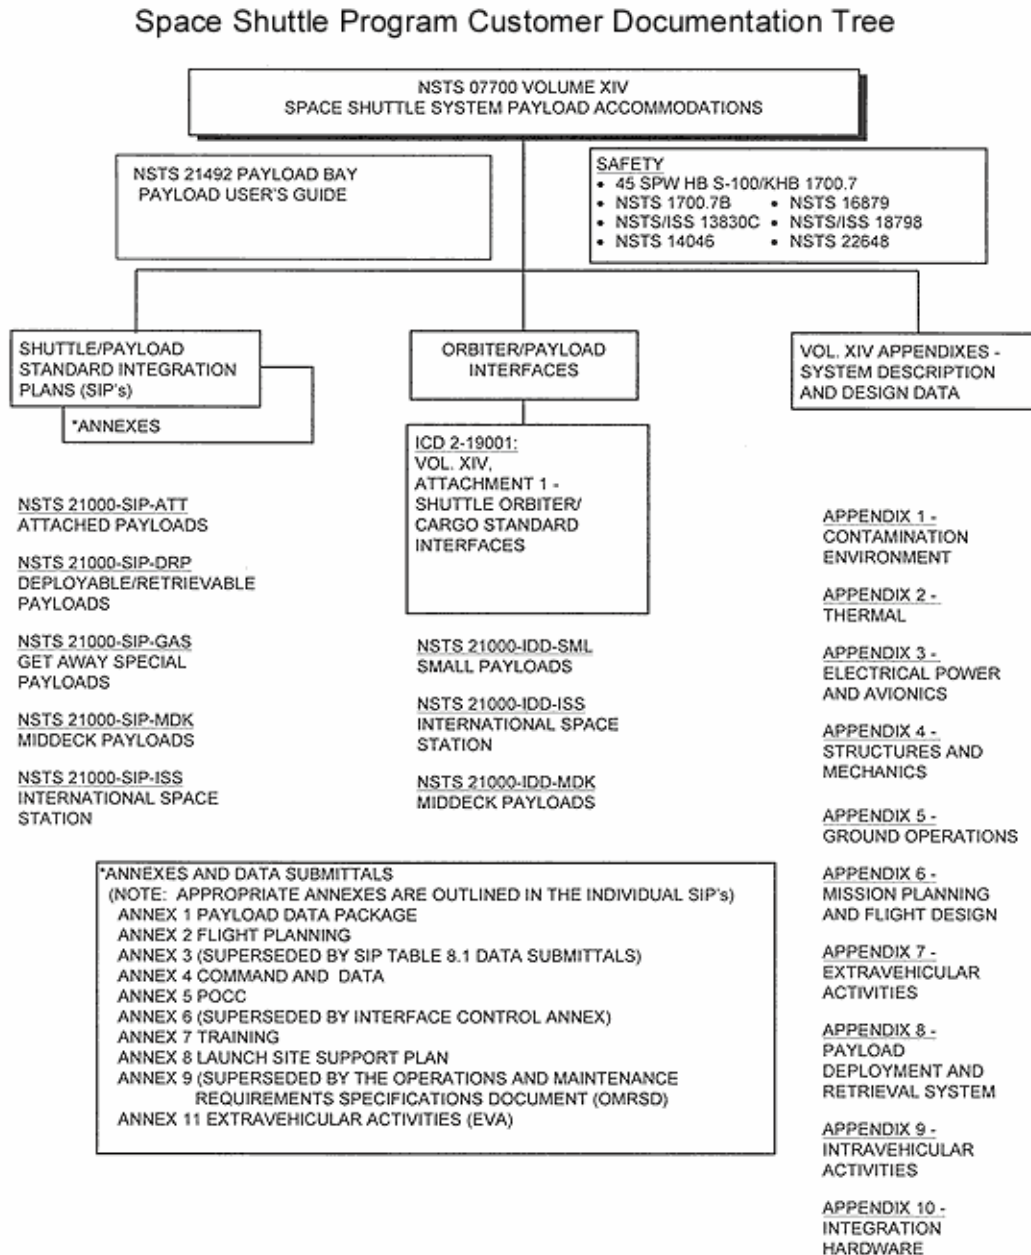 Space Shuttle Program Customer Documentation Tree
NSTS 07700 VOLUME XIV
SPACE SHUTTLE SYSTEM PAYLOAD ACCOMMODATIONS
NSTS 21492 PAYLOAD BAY
PAYLOAD USER'S GUIDE
SAFETY
• 45 SPW HB S-100/KHB 1700.7
• NSTS 1700.7B • NSTS 16879
• NSTS/ISS 13830C • NSTS/ISS 18798
• NSTS 14046 • NSTS 22648
SHUTTLE/PAYLOAD
STANDARD INTEGRATION
PLANS (SIP's)
*ANNEXES
NSTS 21000-SIP-ATT
ATTACHED PAYLOADS
NSTS 21000-SIP-DRP
DEPLOYABLE/RETRIEVABLE
PAYLOADS
NSTS 21000-SIP-GAS
GET AWAY SPECIAL
PAYLOADS
NSTS 21000-SIP-MDK
MIDDECK PAYLOADS
NSTS 21000-SIP-ISS
INTERNATIONAL SPACE
STATION
ORBITER/PAYLOAD
INTERFACES
ICD 2-19001:
VOL. XIV,
ATTACHMENT 1 -
SHUTTLE ORBITER/
CARGO STANDARD
INTERFACES
NSTS 21000-IDD-SML
SMALL PAYLOADS
NSTS 21000-IDD-ISS
INTERNATIONAL SPACE
STATION
NSTS 21000-IDD-MDK
MIDDECK PAYLOADS
VOL. XIV APPENDIXES -
SYSTEM DESCRIPTION
AND DESIGN DATA
APPENDIX 1 -
CONTAMINATION
ENVIRONMENT
APPENDIX 2 -
THERMAL
APPENDIX 3 -
ELECTRICAL POWER
AND AVIONICS
APPENDIX 4 -
STRUCTURES AND
MECHANICS
APPENDIX 5 -
GROUND OPERATIONS
APPENDIX 6 -
MISSION PLANNING
AND FLIGHT DESIGN
APPENDIX 7 -
EXTRAVEHICULAR
ACTIVITIES
APPENDIX 8 -
PAYLOAD
DEPLOYMENT AND
RETRIEVAL SYSTEM
APPENDIX 9 -
INTRAVEHICULAR
ACTIVITIES
APPENDIX 10 -
INTEGRATION
HARDWARE
*ANNEXES AND DATA SUBMITTALS
(NOTE: APPROPRIATE ANNEXES ARE OUTLINED IN THE INDIVIDUAL SIP's)
ANNEX 1 PAYLOAD DATA PACKAGE
ANNEX 2 FLIGHT PLANNING
ANNEX 3 (SUPERSEDED BY SIP TABLE 8.1 DATA SUBMITTALS)
ANNEX 4 COMMAND AND DATA
ANNEX 5 POCC
ANNEX 6 (SUPERSEDED BY INTERFACE CONTROL ANNEX)
ANNEX 7 TRAINING
ANNEX 8 LAUNCH SITE SUPPORT PLAN
ANNEX 9 (SUPERSEDED BY THE OPERATIONS AND MAINTENANCE
REQUIREMENTS SPECIFICATIONS DOCUMENT (OMRSD)
ANNEX 11 EXTRAVEHICULAR ACTIVITIES (EVA)